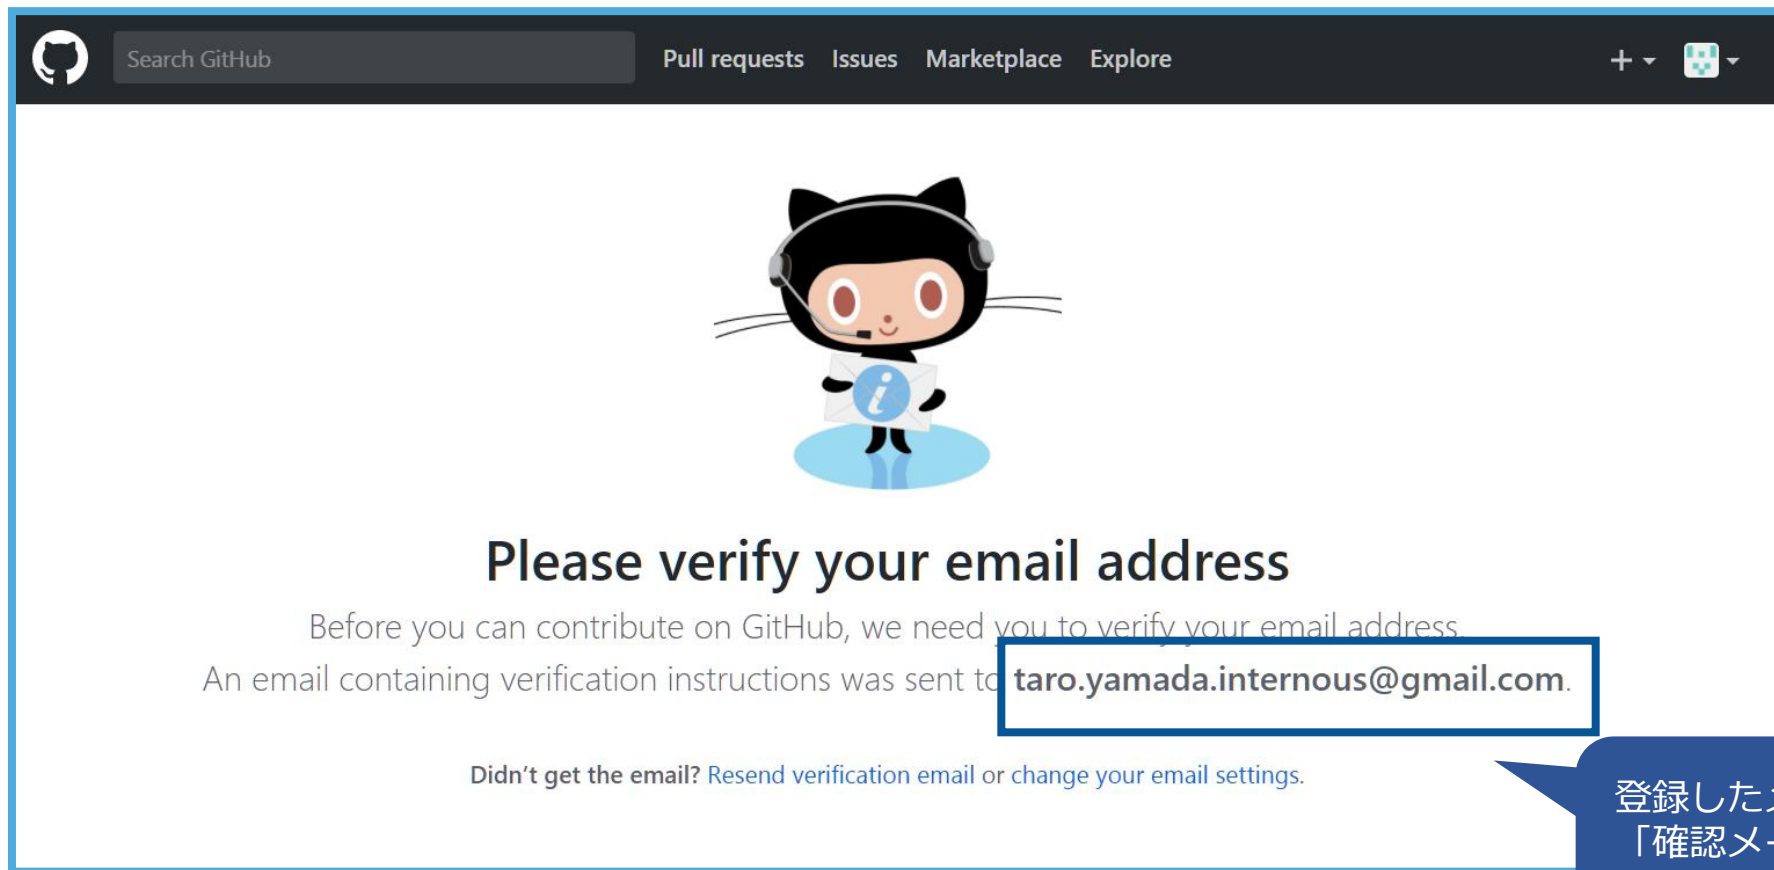 Search GitHub
Pull requests Issues Marketplace Explore
Please verify your email address
Before you can contribute on GitHub, we need you to verify your email address.
An email containing verification instructions was sent to taro.yamada.internous@gmail.com.
Didn't get the email? Resend verification email or change your email settings.
登録した
「確認メー